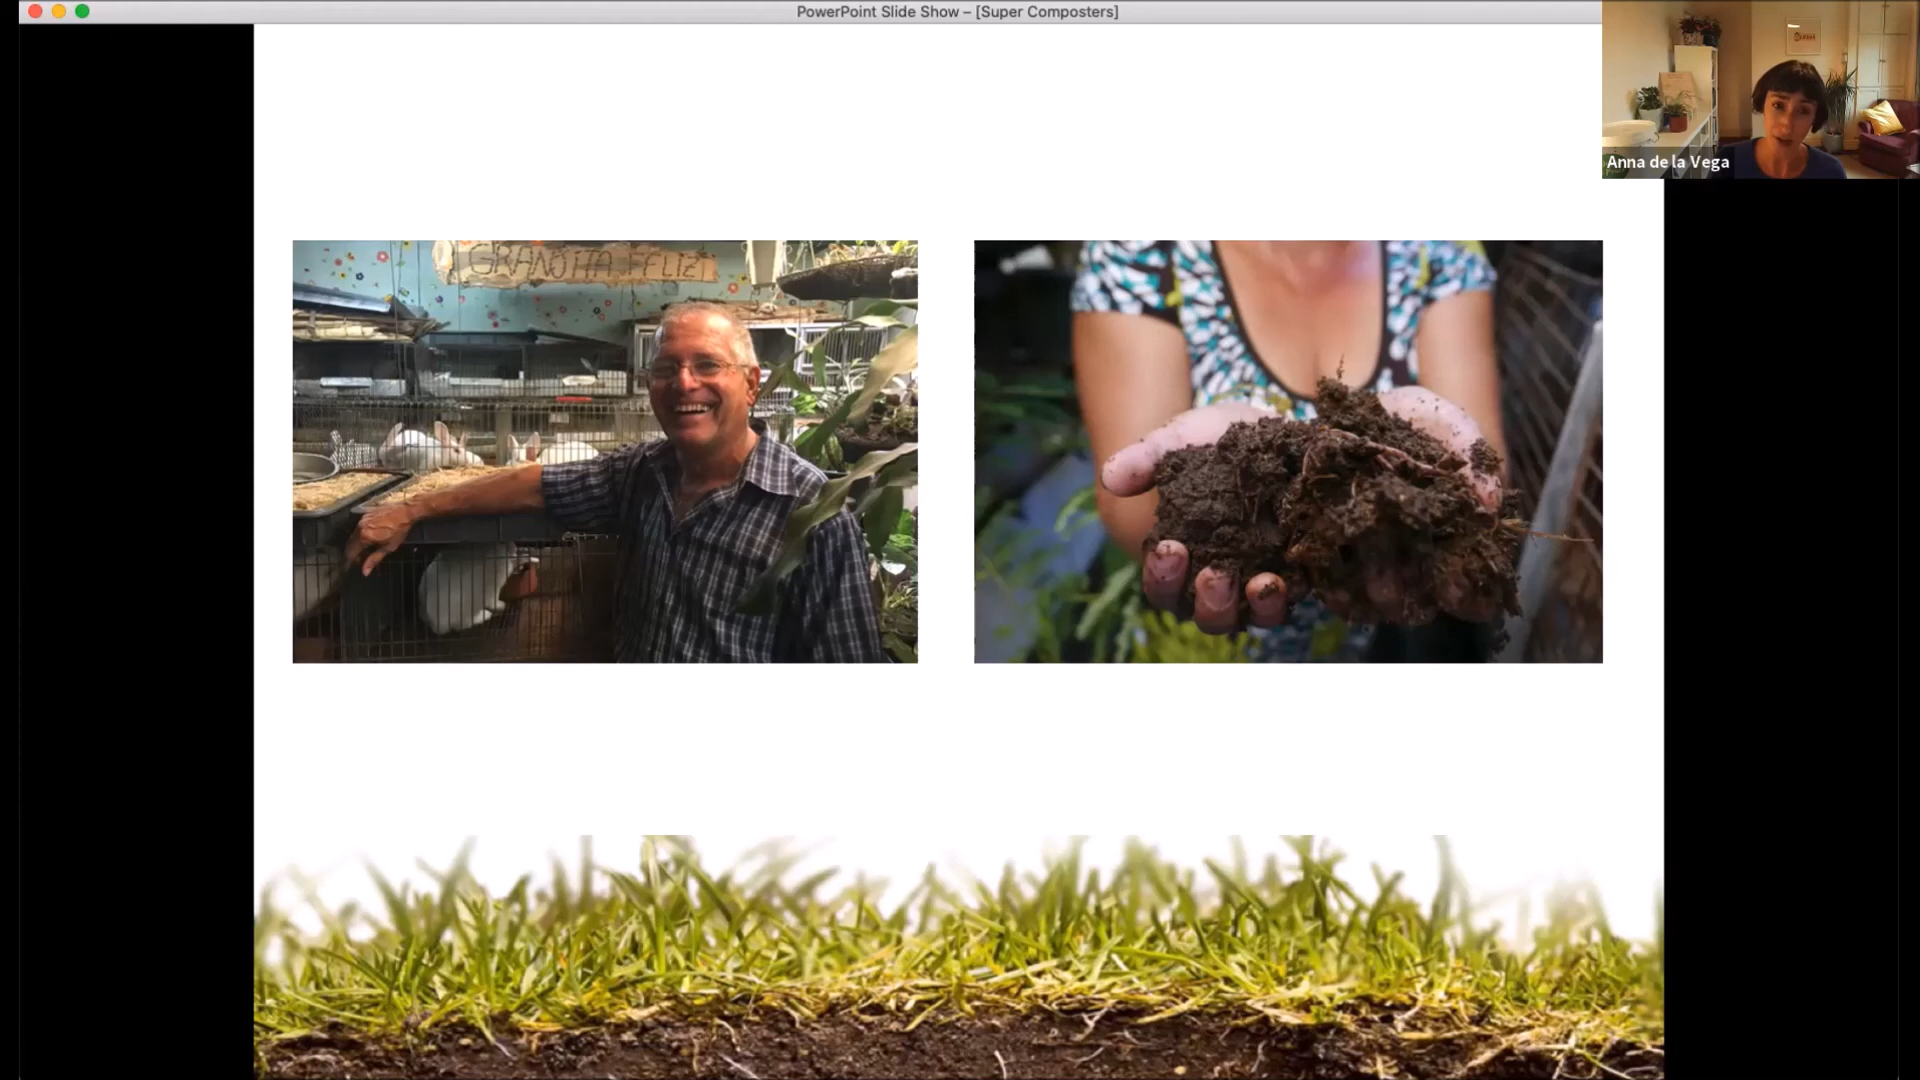 PowerPoint Slide Show – [Super Composters]
Anna de la Vega
GRANJITA FELIZ